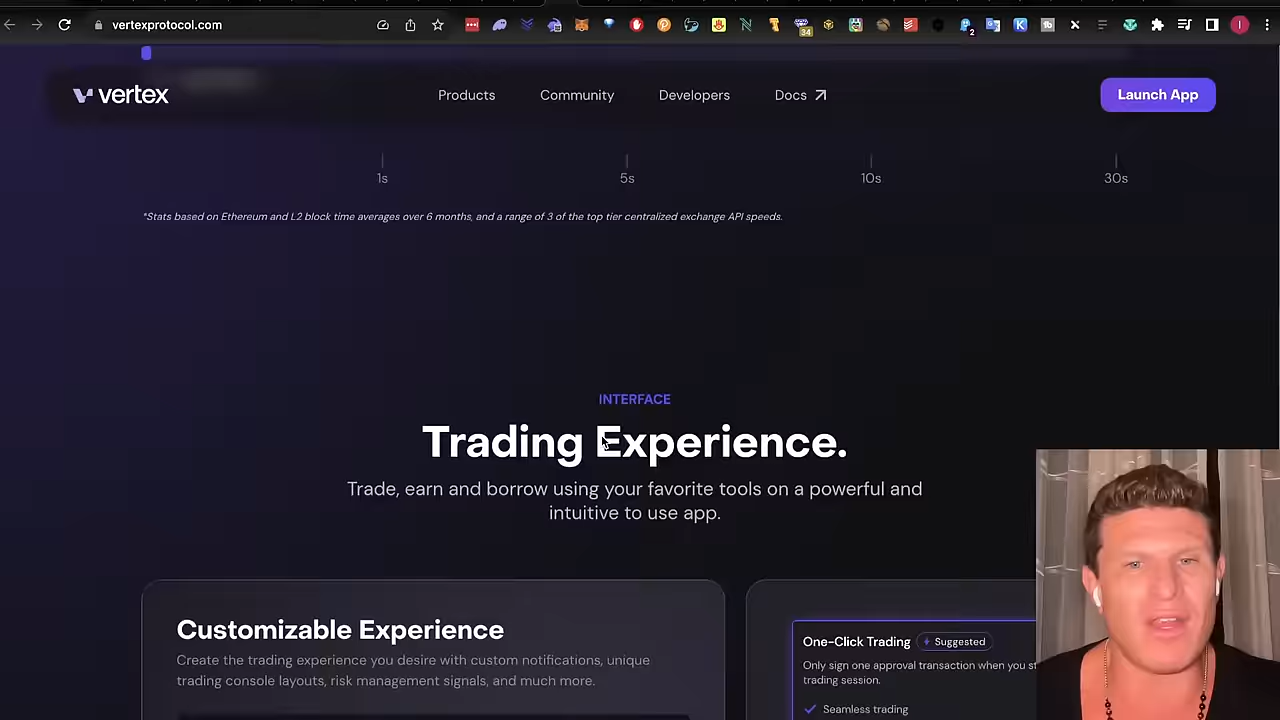 vertexprotocol.com
34
2
K
I
vertex
Products
Community
Developers
Docs
Launch App
1s
5s
10s
30s
*Stats based on Ethereum and L2 block time averages over 6 months, and a range of 3 of the top tier centralized exchange API speeds.
INTERFACE
Trading Experience.
Trade, earn and borrow using your favorite tools on a powerful and
intuitive to use app.
Customizable Experience
Create the trading experience you desire with custom notifications, unique
trading console layouts, risk management signals, and much more.
One-Click Trading
Suggested
Only sign one approval transaction when you st
trading session.
Seamless trading